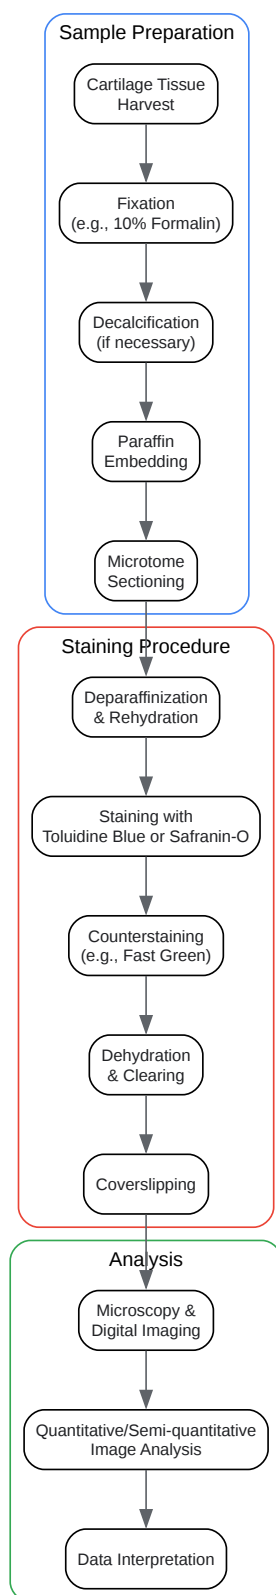 Sample Preparation
Cartilage Tissue
Harvest
Fixation
(e.g., 10% Formalin)
Decalcification
(if necessary)
Paraffin
Embedding
Microtome
Sectioning
Staining Procedure
Deparaffinization
& Rehydration
Staining with
Toluidine Blue or Safranin-O
Counterstaining
(e.g., Fast Green)
Dehydration
& Clearing
Coverslipping
Analysis
Microscopy &
Digital Imaging
Quantitative/Semi-quantitative
Image Analysis
Data Interpretation